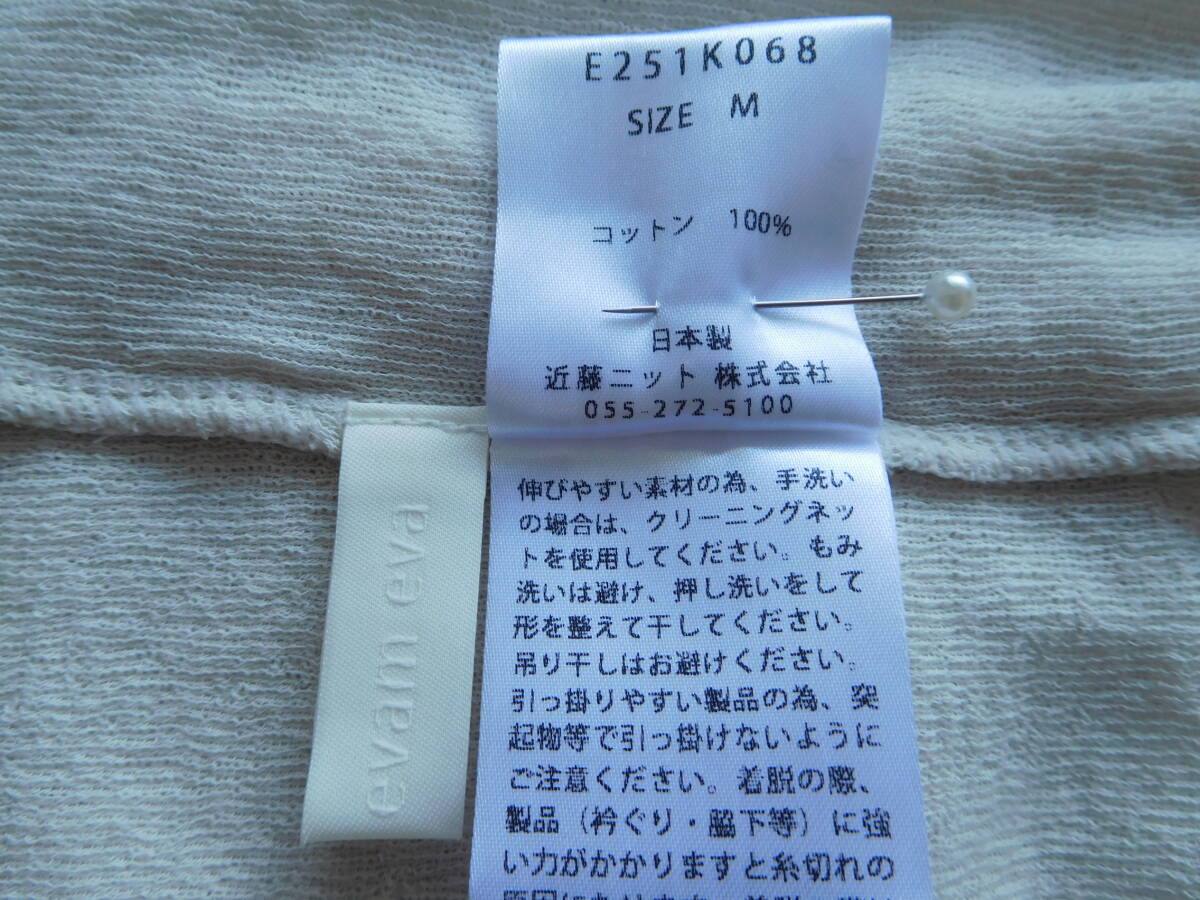 E251K068
SIZE M
コットン 100%
日本製
近藤ニット 株式会社
055-272-5100
伸びやすい素材の為、手洗い
の場合は、クリーニングネッ
トを使用してください。もみ
洗いは避け、押し洗いをして
形を整えて干してください。
吊り干しはお避けください。
引っ掛りやすい製品の為、突
起物等で引っ掛けないように
ご注意ください。着脱の際、
製品（衿ぐり・脇下等）に強
い力がかかりますと糸切れの
evam eva